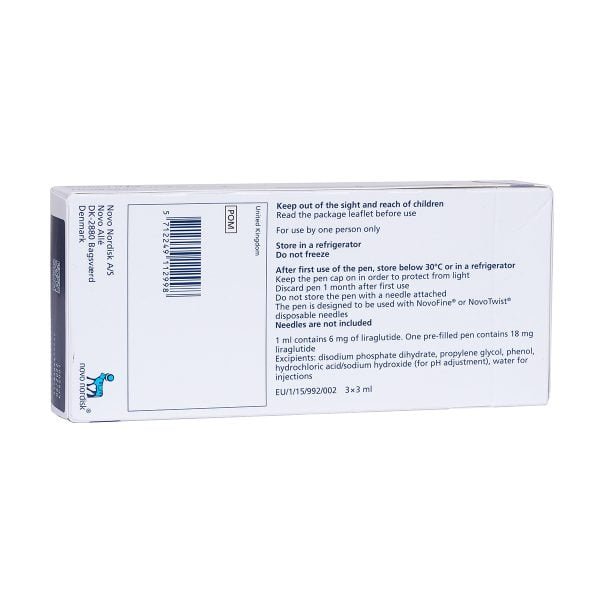 Keep out of the sight and reach of children
Read the package leaflet before use
For use by one person only
Store in a refrigerator
Do not freeze
After first use of the pen, store below 30°C or in a refrigerator
Keep the pen cap on in order to protect from light
Discard pen 1 month after first use
Do not store the pen with a needle attached
The pen is designed to be used with NovoFine® or NovoTwist®
disposable needles
Needles are not included
1 ml contains 6 mg of liraglutide. One pre-filled pen contains 18 mg
liraglutide
Excipients: disodium phosphate dihydrate, propylene glycol, phenol,
hydrochloric acid/sodium hydroxide (for pH adjustment), water for
injections
EU/1/15/992/002 3×3 ml
United Kingdom
POM
5 712249 112998
Novo Nordisk A/S
Novo Allé
DK-2880 Bagsværd
Denmark
novo nordisk®